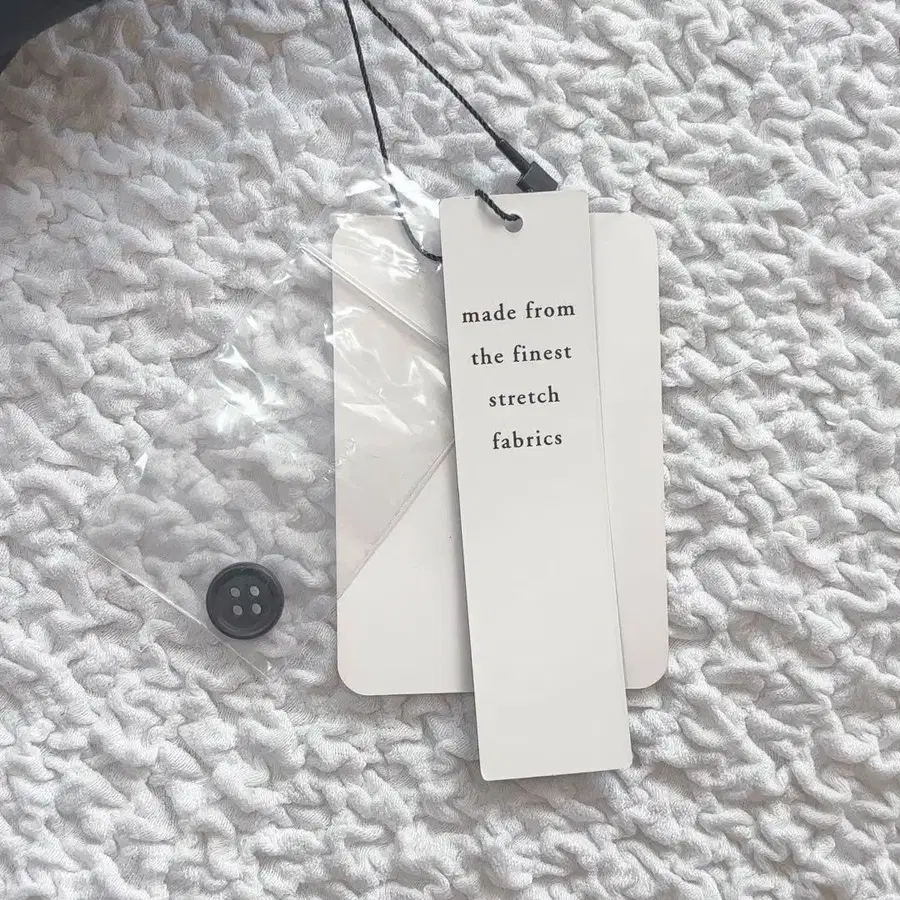 made from
the finest
stretch
fabrics